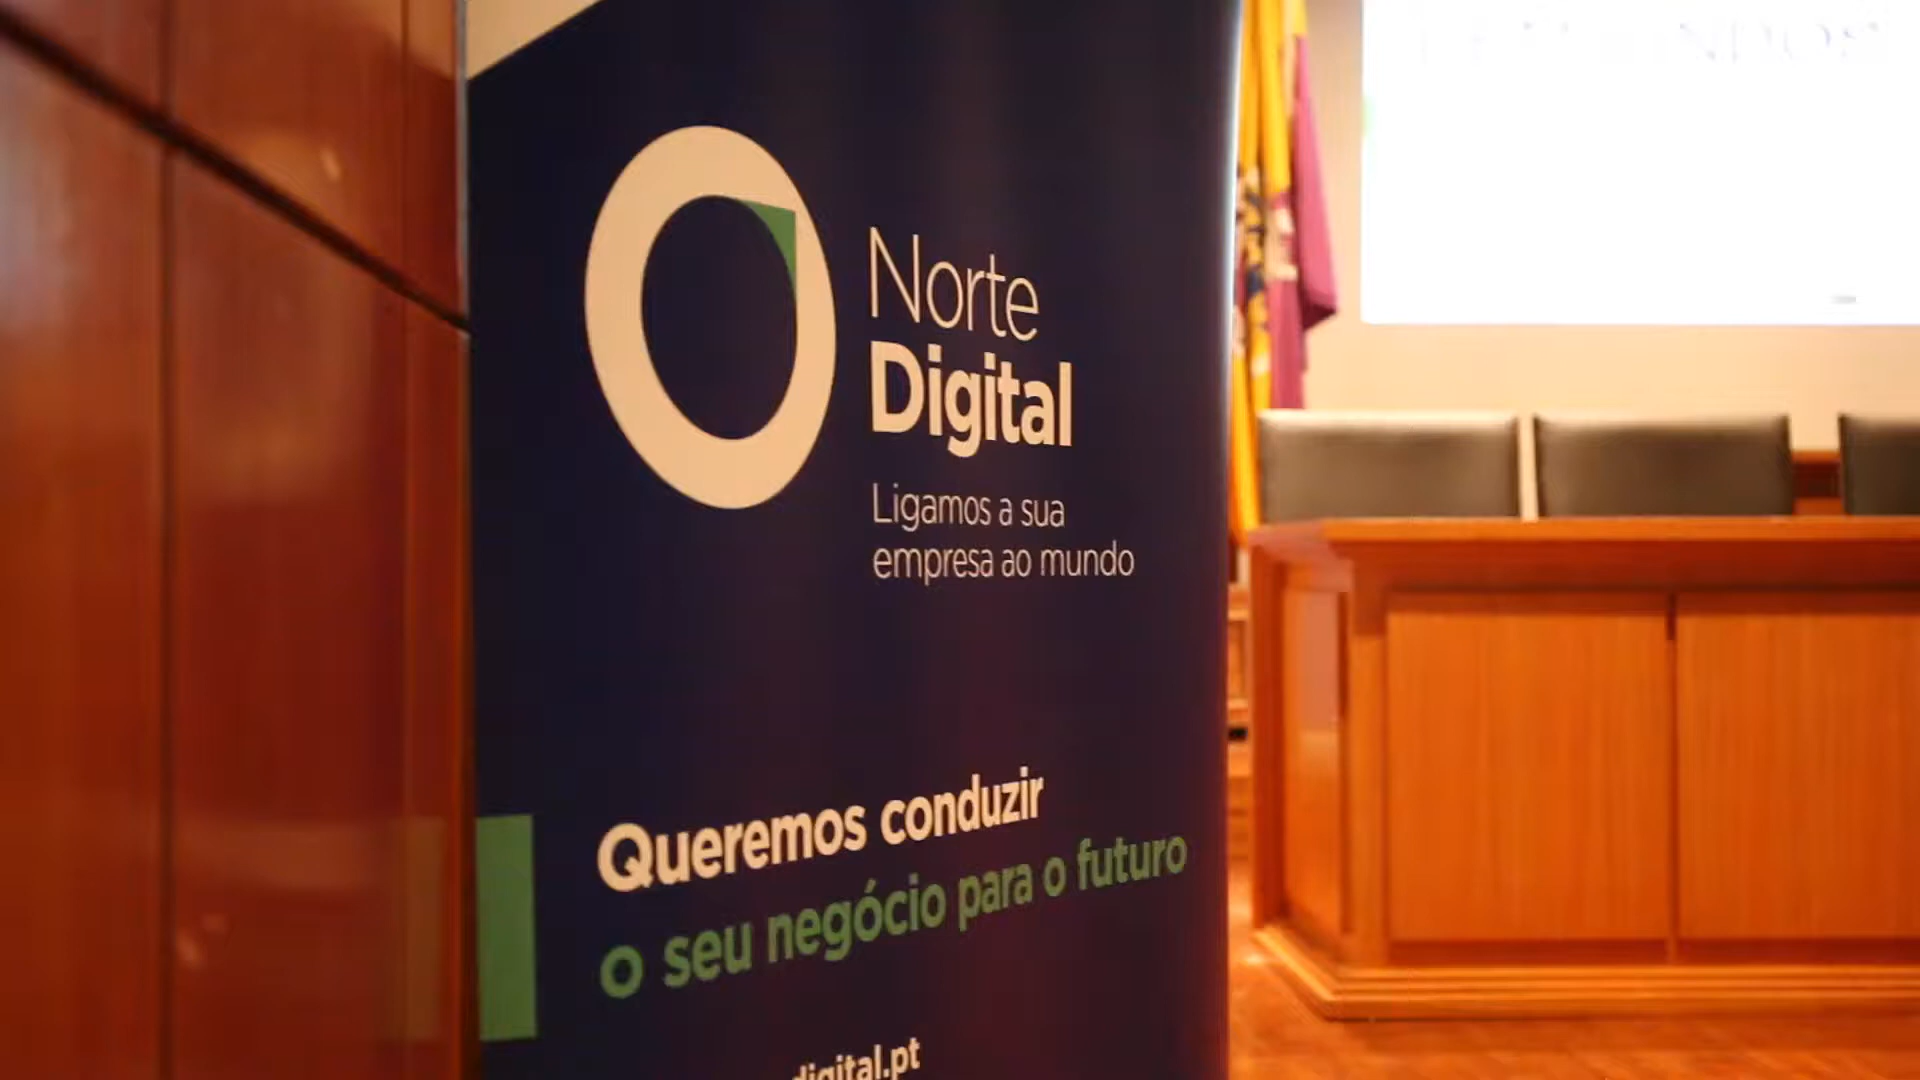 Norte
Digital
Ligamos a sua
empresa ao mundo
Queremos conduzir
o seu negócio para o futuro
digital.pt